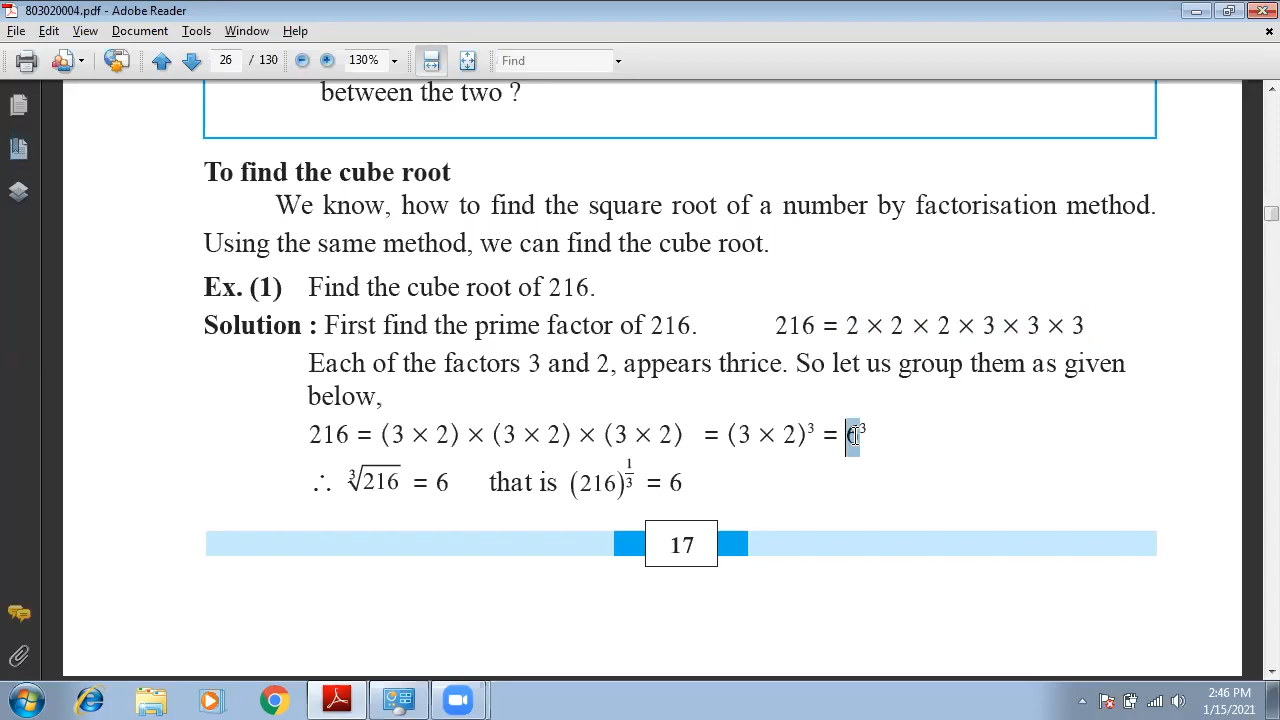 803020004.pdf - Adobe Reader
File Edit View Document Tools Window Help
26 / 130 130% Find
between the two ?
To find the cube root
We know, how to find the square root of a number by factorisation method.
Using the same method, we can find the cube root.
Ex. (1) Find the cube root of 216.
Solution : First find the prime factor of 216. 216 = 2 × 2 × 2 × 3 × 3 × 3
Each of the factors 3 and 2, appears thrice. So let us group them as given
below,
216 = (3 × 2) × (3 × 2) × (3 × 2) = (3 × 2)³ = 6³
∴ ∛216 = 6 that is (216)^(1/3) = 6
17
2:46 PM
1/15/2021